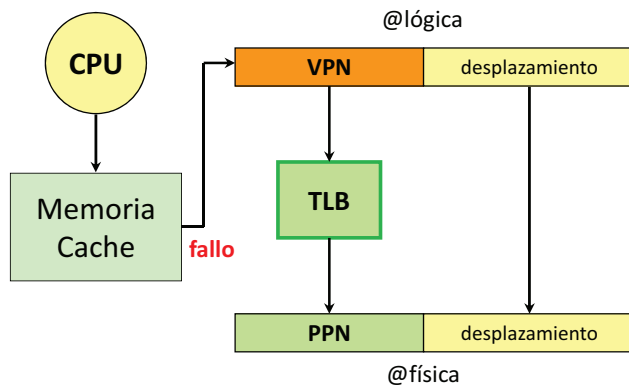 @lógica
CPU
VPN
desplazamiento
Memoria
Cache
fallo
TLB
PPN
desplazamiento
@física